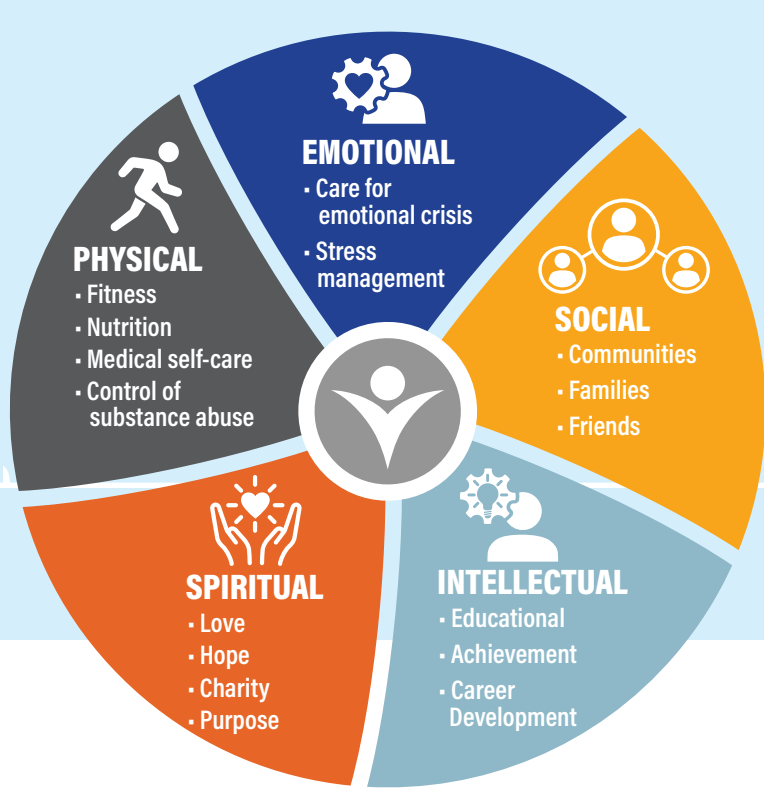 EMOTIONAL
▪ Care for
emotional crisis
▪ Stress
management
SOCIAL
▪ Communities
▪ Families
▪ Friends
INTELLECTUAL
▪ Educational
▪ Achievement
▪ Career
Development
SPIRITUAL
▪ Love
▪ Hope
▪ Charity
▪ Purpose
PHYSICAL
▪ Fitness
▪ Nutrition
▪ Medical self-care
▪ Control of
substance abuse